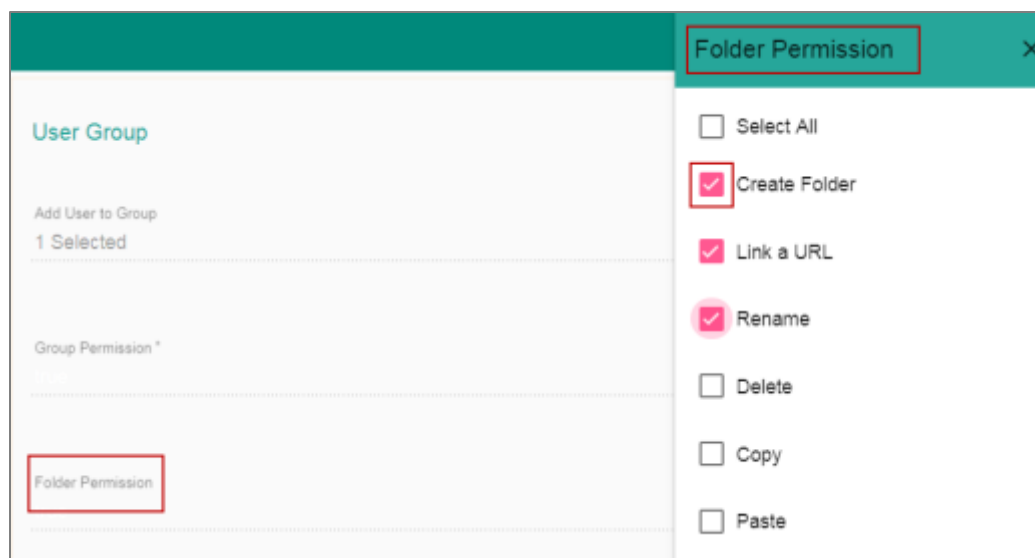 User Group
Add User to Group
1 Selected
Group Permission *
true
Folder Permission
Folder Permission
Select All
Create Folder
Link a URL
Rename
Delete
Copy
Paste